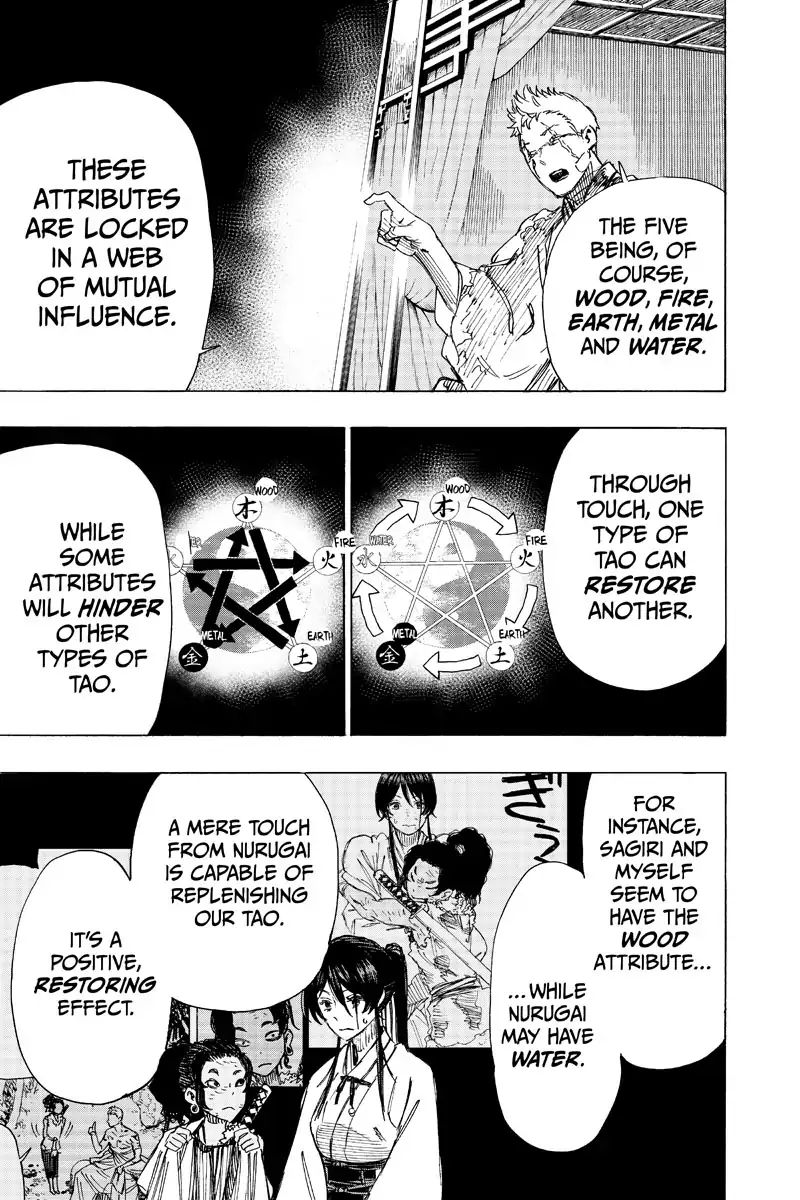 THE FIVE
BEING, OF
COURSE,
WOOD, FIRE,
EARTH, METAL
AND WATER.
THESE
ATTRIBUTES
ARE LOCKED
IN A WEB
OF MUTUAL
INFLUENCE.
THROUGH
TOUCH, ONE
TYPE OF
TAO CAN
RESTORE
ANOTHER.
WOOD
木
FIRE
火
EARTH
土
METAL
金
WATER
水
WHILE
SOME
ATTRIBUTES
WILL HINDER
OTHER
TYPES OF
TAO.
WOOD
木
FIRE
火
EARTH
土
METAL
金
FOR
INSTANCE,
SAGIRI AND
MYSELF
SEEM TO
HAVE THE
WOOD
ATTRIBUTE...
...WHILE
NURUGAI
MAY HAVE
WATER.
A MERE TOUCH
FROM NURUGAI
IS CAPABLE OF
REPLENISHING
OUR TAO.
IT'S A
POSITIVE,
RESTORING
EFFECT.